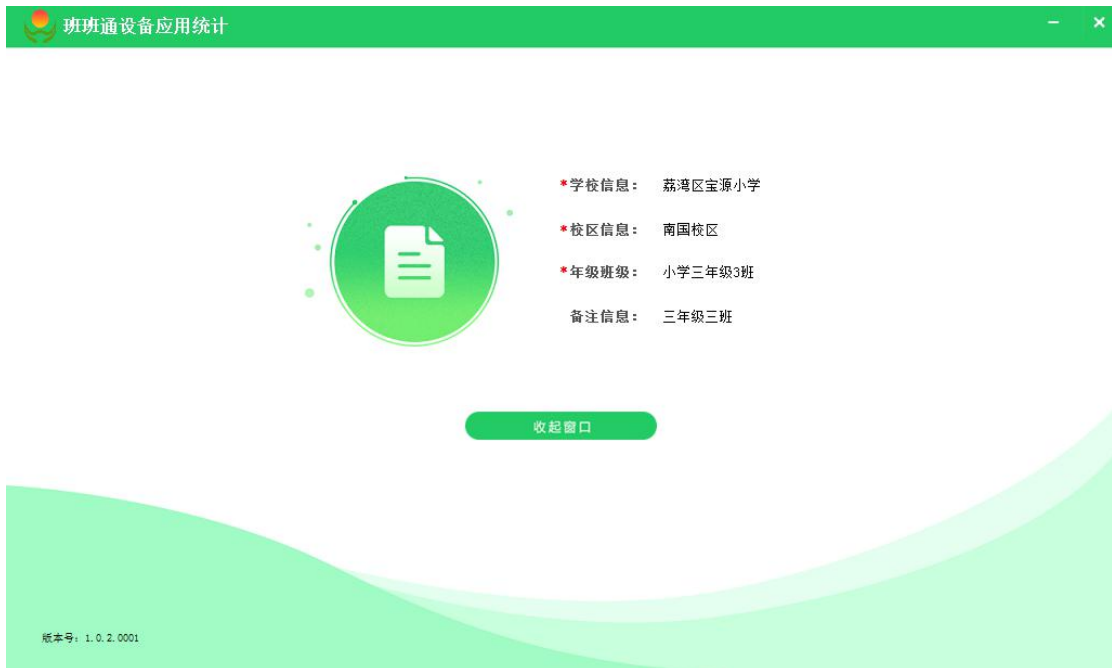 班班通设备应用统计
*学校信息： 荔湾区宝源小学
*校区信息： 南国校区
*年级班级： 小学三年级3班
备注信息： 三年级三班
收起窗口
版本号：1.0.2.0001